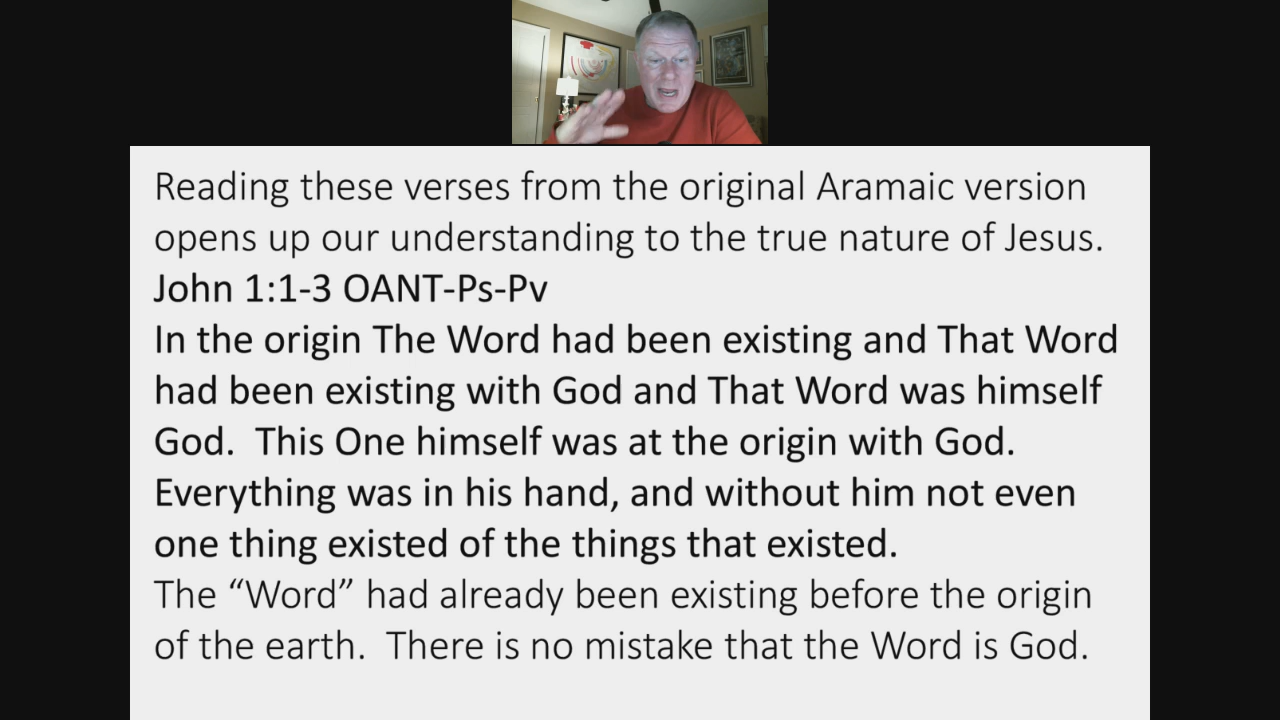 Reading these verses from the original Aramaic version
opens up our understanding to the true nature of Jesus.
John 1:1-3 OANT-Ps-Pv
In the origin The Word had been existing and That Word
had been existing with God and That Word was himself
God.  This One himself was at the origin with God.
Everything was in his hand, and without him not even
one thing existed of the things that existed.
The “Word” had already been existing before the origin
of the earth.  There is no mistake that the Word is God.